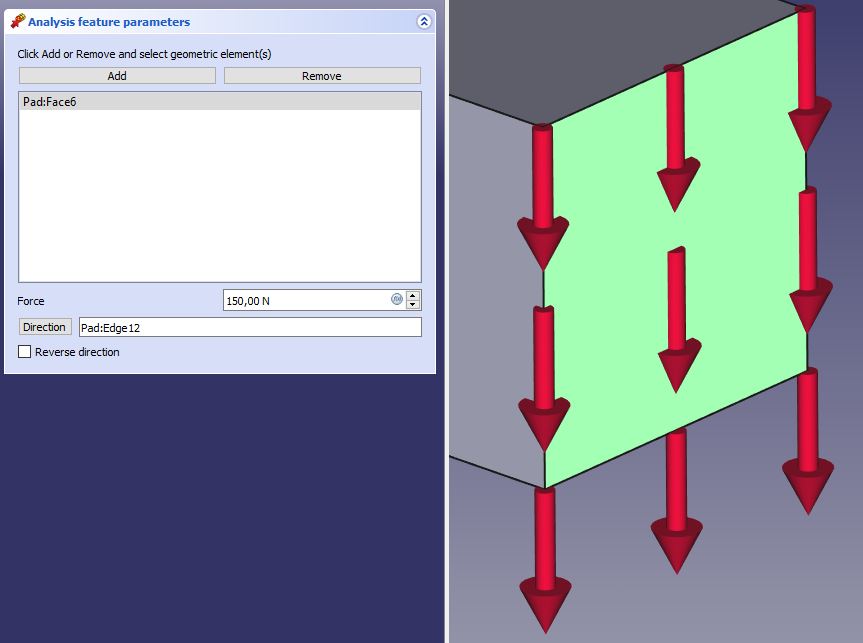 Analysis feature parameters
Click Add or Remove and select geometric element(s)
Add Remove
Pad:Face6
Force 150,00 N
Direction Pad:Edge12
Reverse direction